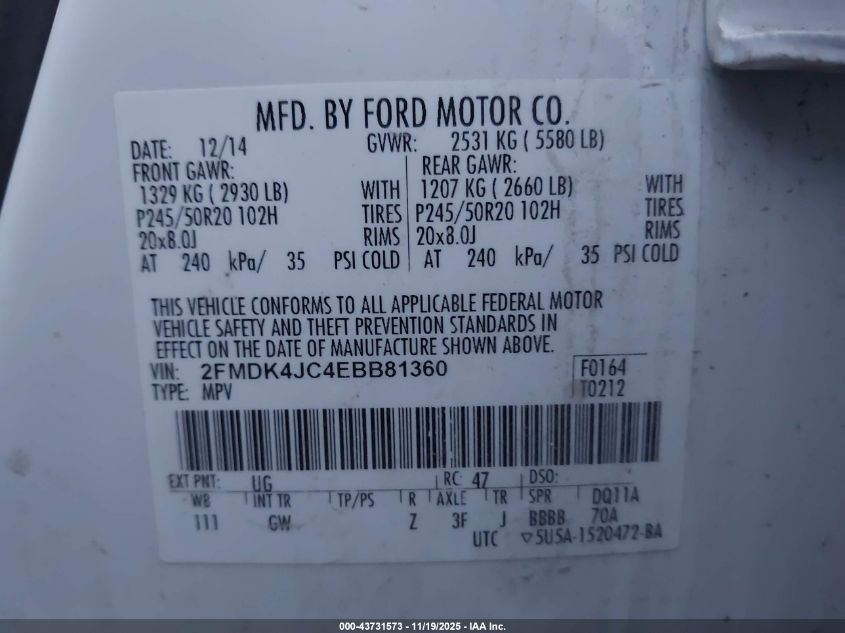 MFD. BY FORD MOTOR CO.
DATE: 12/14 GVWR: 2531 KG ( 5580 LB)
FRONT GAWR: REAR GAWR:
1329 KG ( 2930 LB) WITH 1207 KG ( 2660 LB) WITH
P245/50R20 102H TIRES P245/50R20 102H TIRES
20x8.0J RIMS 20x8.0J RIMS
AT 240 kPa/ 35 PSI COLD AT 240 kPa/ 35 PSI COLD
THIS VEHICLE CONFORMS TO ALL APPLICABLE FEDERAL MOTOR
VEHICLE SAFETY AND THEFT PREVENTION STANDARDS IN
EFFECT ON THE DATE OF MANUFACTURE SHOWN ABOVE.
VIN: 2FMDK4JC4EBB81360 F0164
TYPE: MPV T0212
EXT PNT: UG RC: 47 DSO:
WB INT TR TP/PS R AXLE TR SPR DQ11A
111 GW Z 3F J BBBB 70A
UTC ▽5U5A-1520472-BA
000-43731573 - 11/19/2025 - IAA Inc.